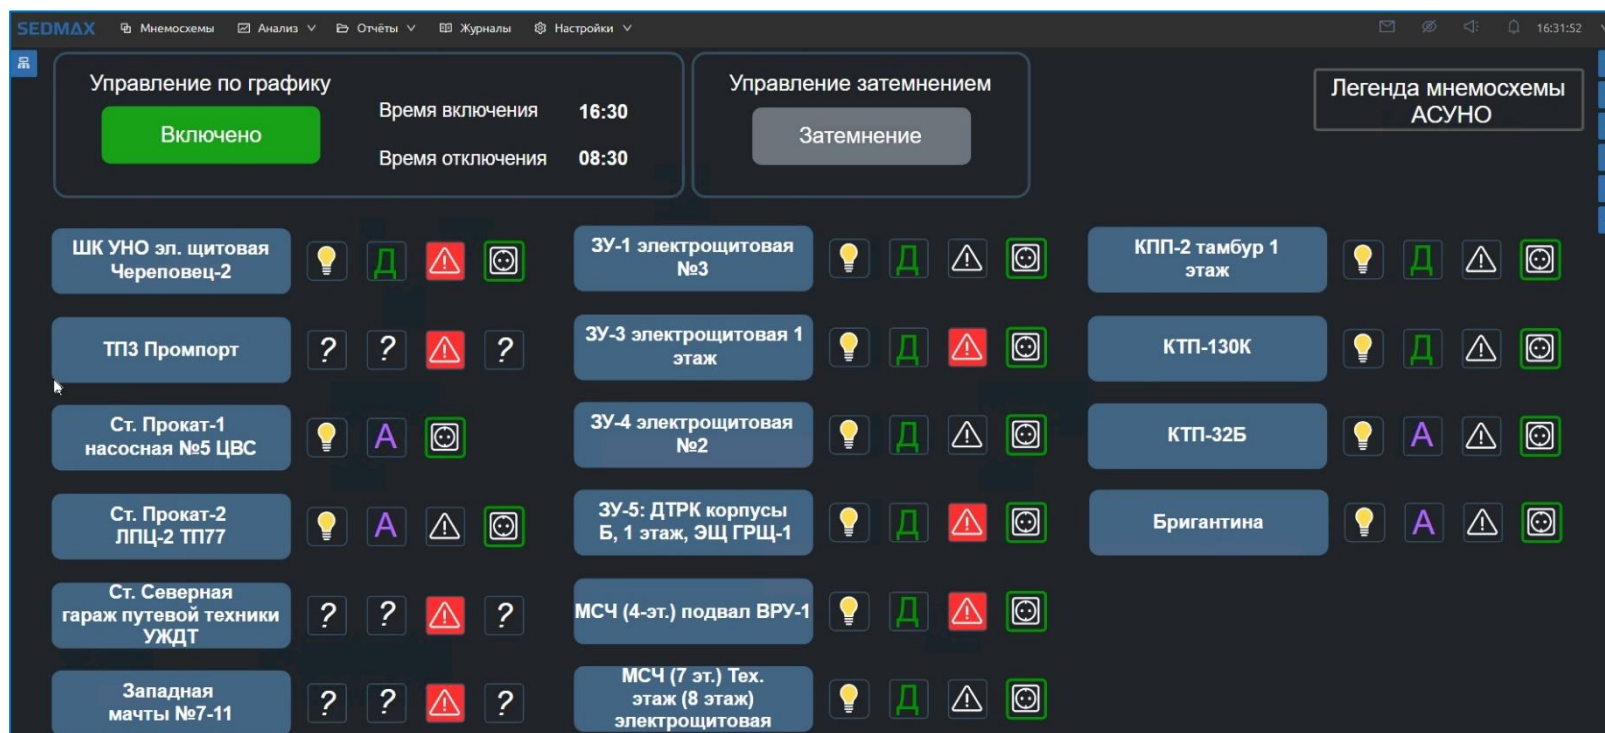 SEDMAX Мнемосхемы Анализ Отчёты Журналы Настройки 16:31:52
Управление по графику
Включено
Время включения 16:30
Время отключения 08:30
Управление затемнением
Затемнение
Легенда мнемосхемы
АСУНО
ШК УНО эл. щитовая
Череповец-2
Д
ТП3 Промпорт
? ? ?
Ст. Прокат-1
насосная №5 ЦВС
А
Ст. Прокат-2
ЛПЦ-2 ТП77
А
Ст. Северная
гараж путевой техники
УЖДТ
? ? ?
Западная
мачты №7-11
? ? ?
ЗУ-1 электрощитовая
№3
Д
ЗУ-3 электрощитовая 1
этаж
Д
ЗУ-4 электрощитовая
№2
Д
ЗУ-5: ДТРК корпусы
Б, 1 этаж, ЭЩ ГРЩ-1
Д
МСЧ (4-эт.) подвал ВРУ-1
Д
МСЧ (7 эт.) Тех.
этаж (8 этаж)
электрощитовая
Д
КПП-2 тамбур 1
этаж
Д
КТП-130К
Д
КТП-32Б
А
Бригантина
А